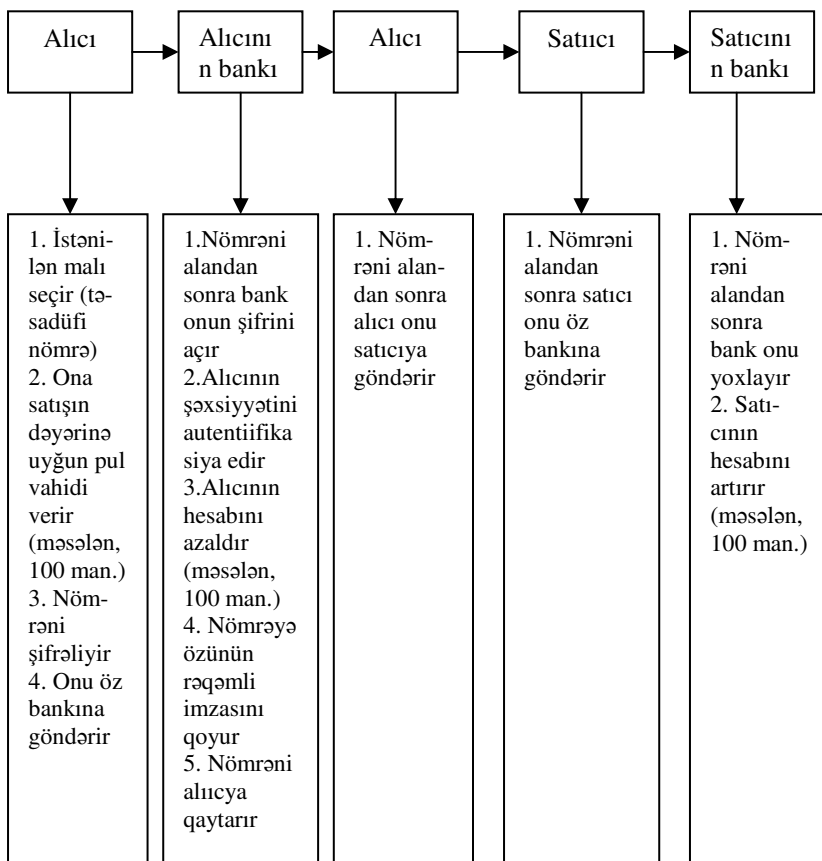 Alıcı
Alıcını
n bankı
Alıcı
Satııcı
Satıcını
n bankı
1. İstəni-
lən malı
seçir (tə-
sadüfi
nömrə)
2. Ona
satışın
dəyərinə
uyğun pul
vahidi
verir
(məsələn,
100 man.)
3. Nöm-
rəni
şifrəliyir
4. Onu öz
bankına
göndərir
1.Nömrəni
alandan
sonra bank
onun şifrini
açır
2.Alıcının
şəxsiyyətini
autentiifika
siya edir
3.Alıcının
hesabını
azaldır
(məsələn,
100 man.)
4. Nömrəyə
özünün
rəqəmli
imzasını
qoyur
5. Nömrəni
alııcya
qaytarır
1. Nöm-
rəni alan-
dan sonra
alıcı onu
satıcıya
göndərir
1. Nömrəni
alandan
sonra satıcı
onu öz
bankına
göndərir
1. Nöm-
rəni
alandan
sonra
bank onu
yoxlayır
2. Satı-
cının
hesabını
artırır
(məsələn,
100 man.)